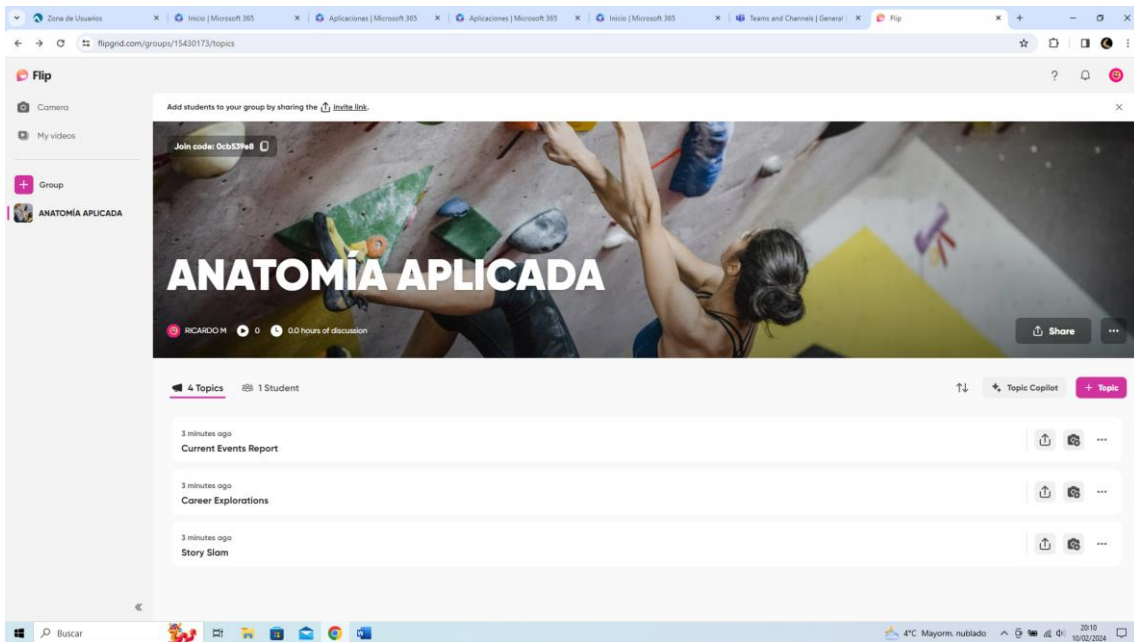 Zona de Usuarios
Inicio | Microsoft 365
Aplicaciones | Microsoft 365
Aplicaciones | Microsoft 365
Inicio | Microsoft 365
Teams and Channels | General
Flip
flipgrid.com/groups/15430173/topics
Flip
Camera
My videos
Group
ANATOMÍA APLICADA
Add students to your group by sharing the invite link.
Join code: 0cb539e8
ANATOMÍA APLICADA
RICARDO M 0 0.0 hours of discussion
Share
4 Topics 1 Student
Topic Copilot
+ Topic
3 minutes ago
Current Events Report
3 minutes ago
Career Explorations
3 minutes ago
Story Slam
Buscar
4°C Mayorm. nublado
20:10
10/02/2024